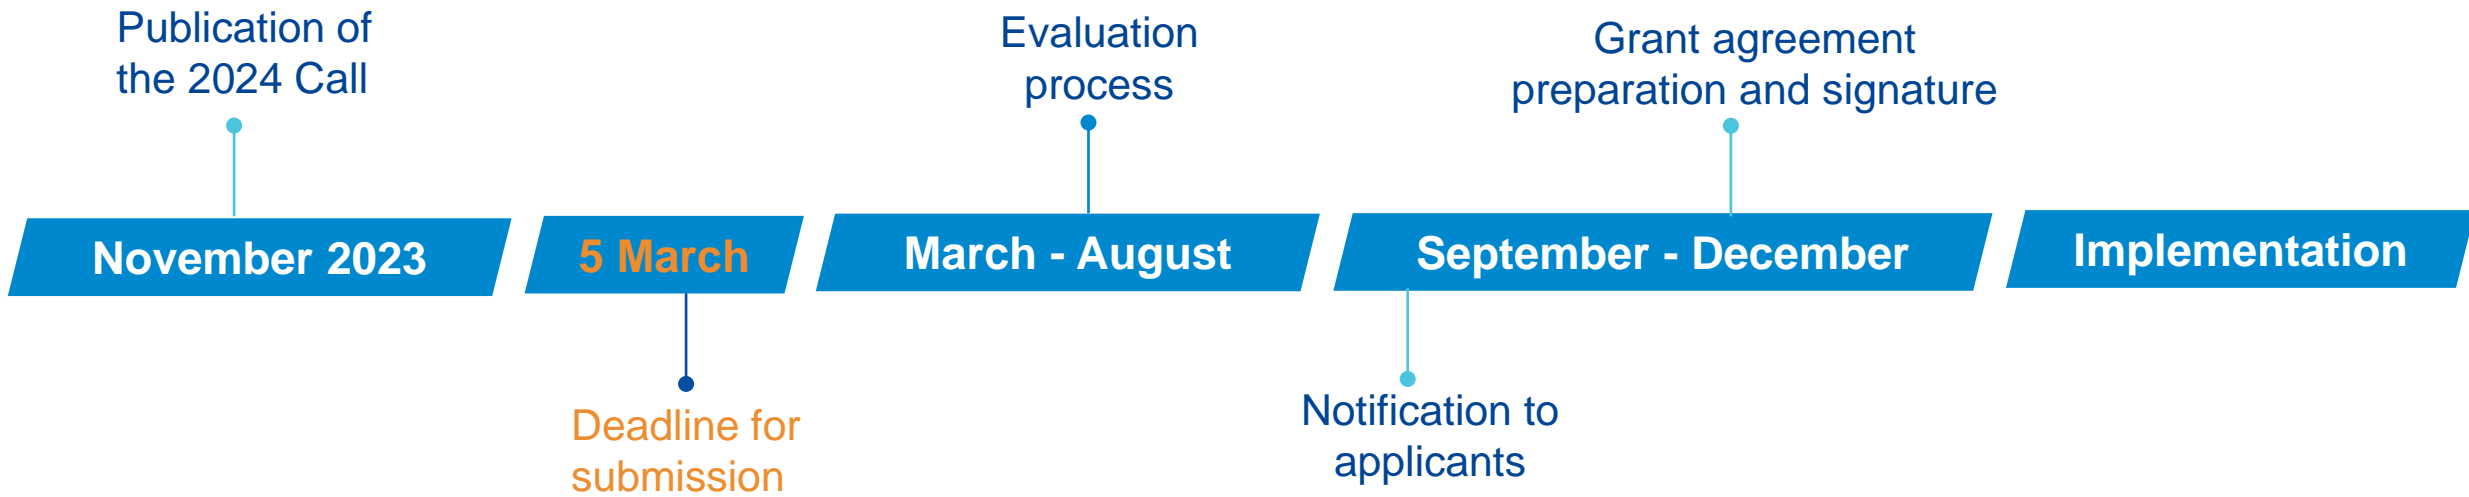 Publication of
the 2024 Call
Evaluation
process
Grant agreement
preparation and signature
November 2023
5 March
March - August
September - December
Implementation
Deadline for
submission
Notification to
applicants